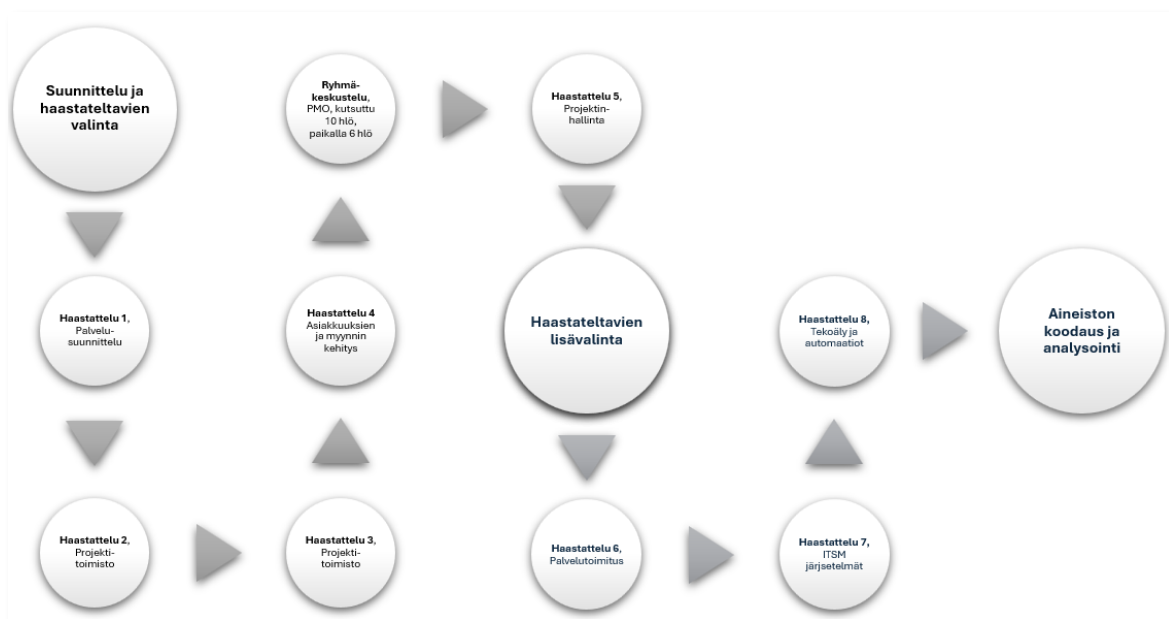 Suunnittelu ja
haastateltavien
valinta
Haastattelu 1,
Palvelu-
suunnittelu
Haastattelu 2,
Projekti-
toimisto
Haastattelu 3,
Projekti-
toimisto
Haastattelu 4
Asiakkuuksien
ja myynnin
kehitys
Ryhmä-
keskustelu,
PMO, kutsuttu
10 hlö,
paikalla 6 hlö
Haastattelu 5,
Projektin-
hallinta
Haastateltavien
lisävalinta
Haastattelu 6,
Palvelutoimitus
Haastattelu 7,
ITSM
järjsetelmät
Haastattelu 8,
Tekoäly ja
automaatiot
Aineiston
koodaus ja
analysointi